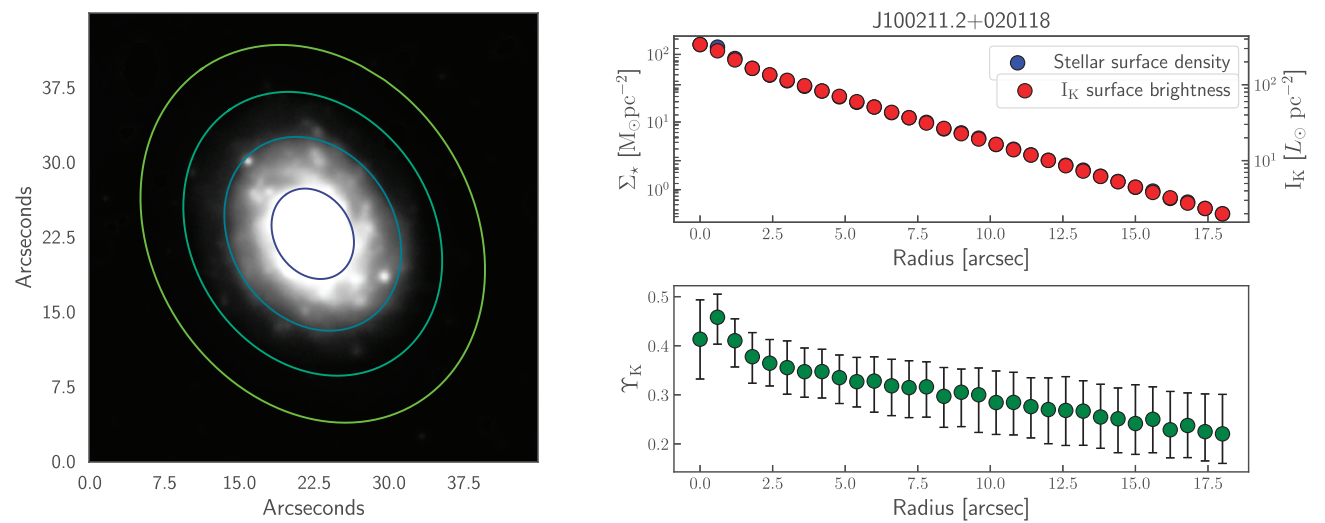 37.5
30.0
22.5
15.0
7.5
0.0
Arcseconds
0.0 7.5 15.0 22.5 30.0 37.5
Arcseconds
J100211.2+020118
Stellar surface density
I_K surface brightness
10² 10¹ 10⁰
Σ⋆ [M⊙pc⁻²]
10² 10¹
I_K [L⊙ pc⁻²]
0.0 2.5 5.0 7.5 10.0 12.5 15.0 17.5
Radius [arcsec]
0.5
0.4
0.3
0.2
ϒ_K
0.0 2.5 5.0 7.5 10.0 12.5 15.0 17.5
Radius [arcsec]